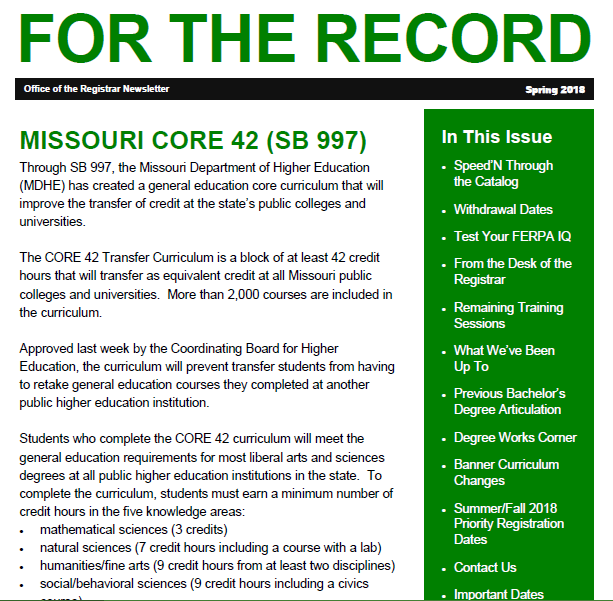 FOR THE RECORD
Office of the Registrar Newsletter Spring 2018
MISSOURI CORE 42 (SB 997)
Through SB 997, the Missouri Department of Higher Education
(MDHE) has created a general education core curriculum that will
improve the transfer of credit at the state's public colleges and
universities.
The CORE 42 Transfer Curriculum is a block of at least 42 credit
hours that will transfer as equivalent credit at all Missouri public
colleges and universities.  More than 2,000 courses are included in
the curriculum.
Approved last week by the Coordinating Board for Higher
Education, the curriculum will prevent transfer students from having
to retake general education courses they completed at another
public higher education institution.
Students who complete the CORE 42 curriculum will meet the
general education requirements for most liberal arts and sciences
degrees at all public higher education institutions in the state.  To
complete the curriculum, students must earn a minimum number of
credit hours in the five knowledge areas:
• mathematical sciences (3 credits)
• natural sciences (7 credit hours including a course with a lab)
• humanities/fine arts (9 credit hours from at least two disciplines)
• social/behavioral sciences (9 credit hours including a civics
course)
In This Issue
• Speed'N Through
the Catalog
• Withdrawal Dates
• Test Your FERPA IQ
• From the Desk of the
Registrar
• Remaining Training
Sessions
• What We've Been
Up To
• Previous Bachelor's
Degree Articulation
• Degree Works Corner
• Banner Curriculum
Changes
• Summer/Fall 2018
Priority Registration
Dates
• Contact Us
• Important Dates